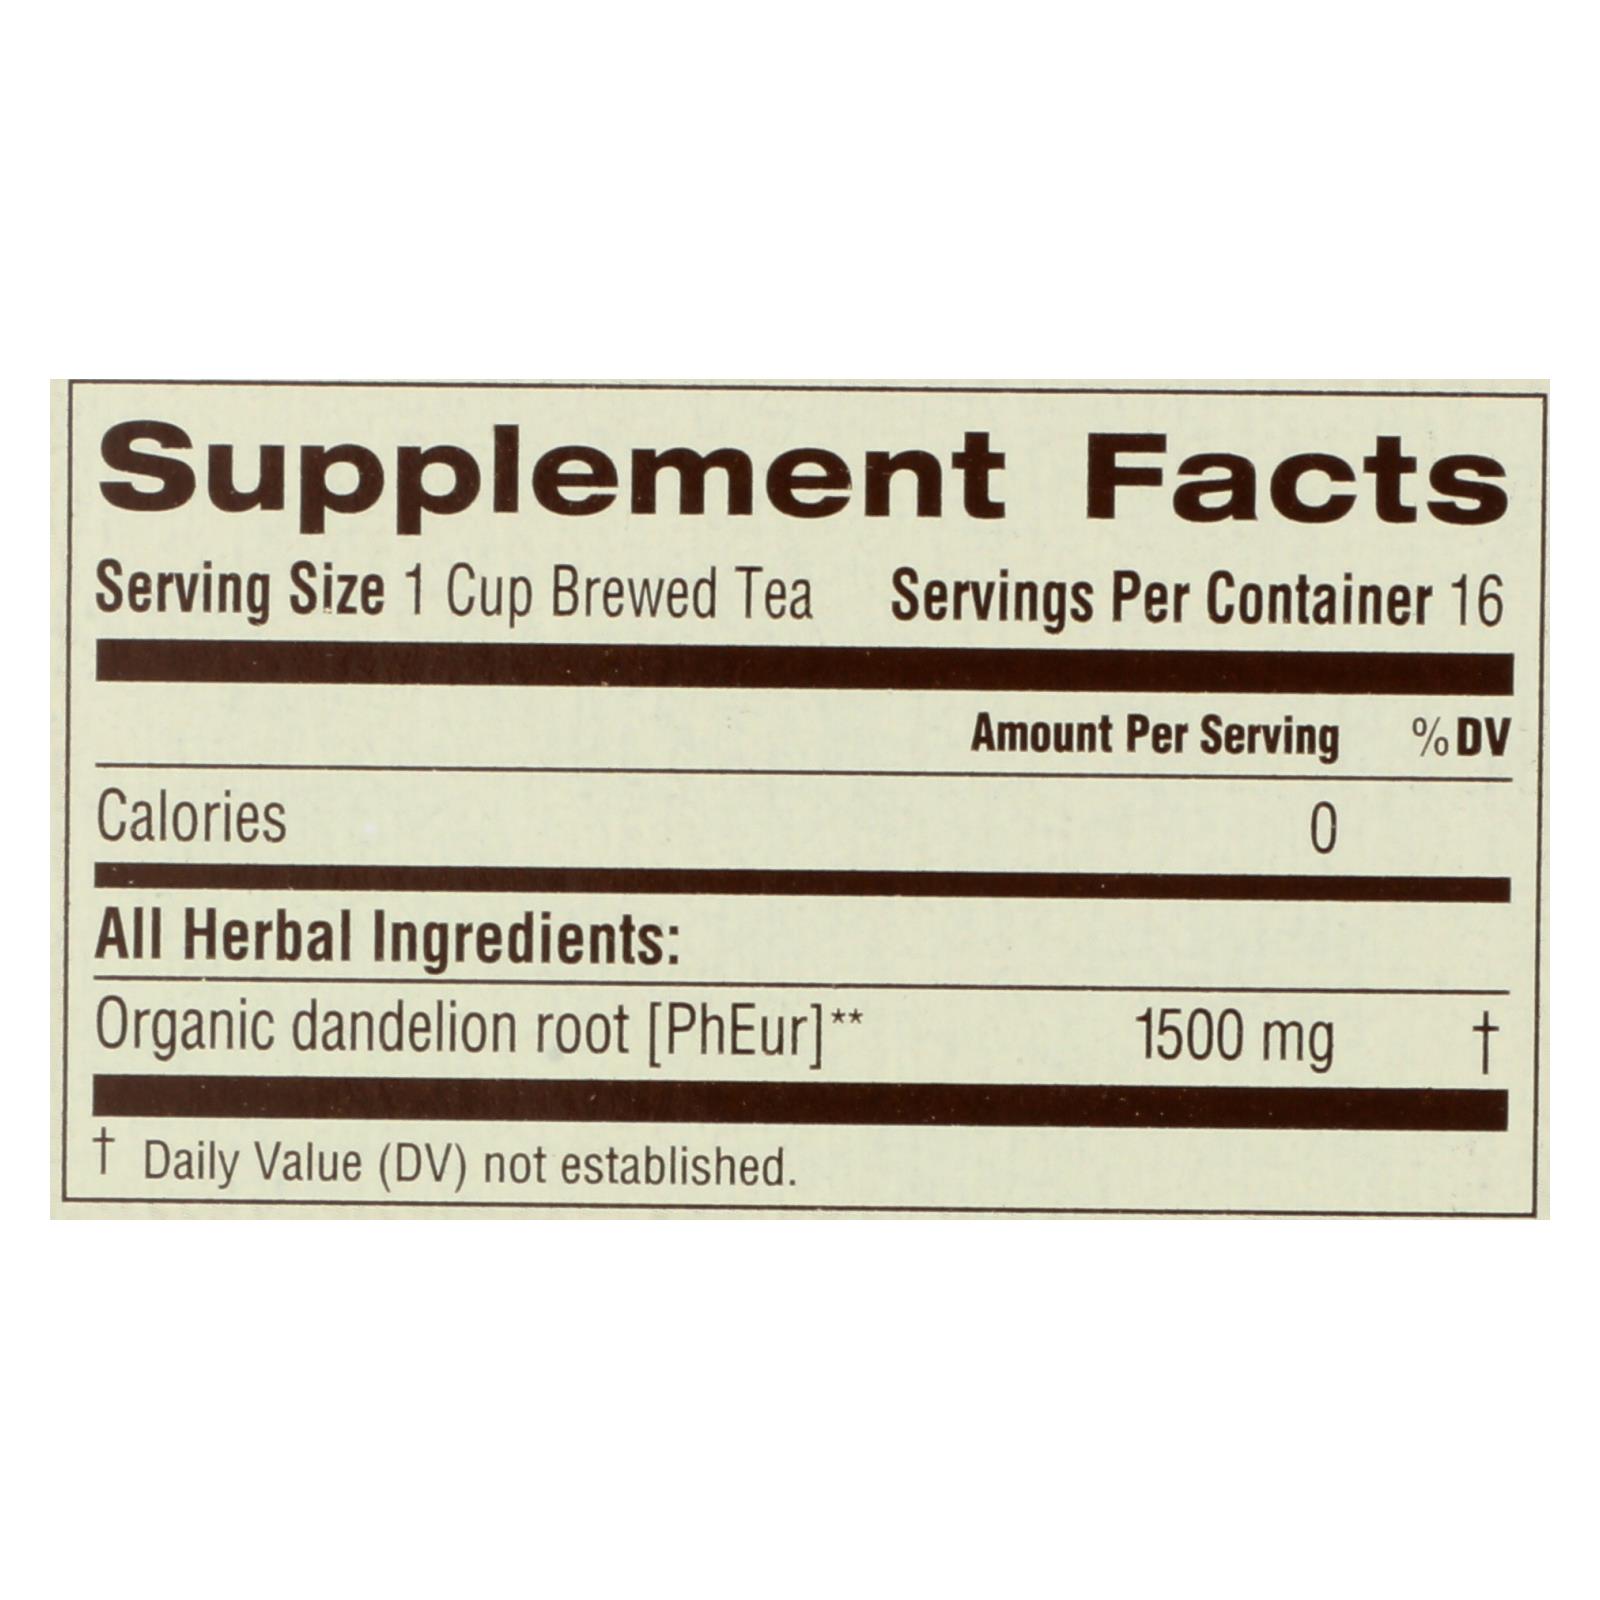 Supplement Facts
Serving Size 1 Cup Brewed Tea Servings Per Container 16
Amount Per Serving %DV
Calories 0
All Herbal Ingredients:
Organic dandelion root [PhEur]** 1500 mg †
† Daily Value (DV) not established.